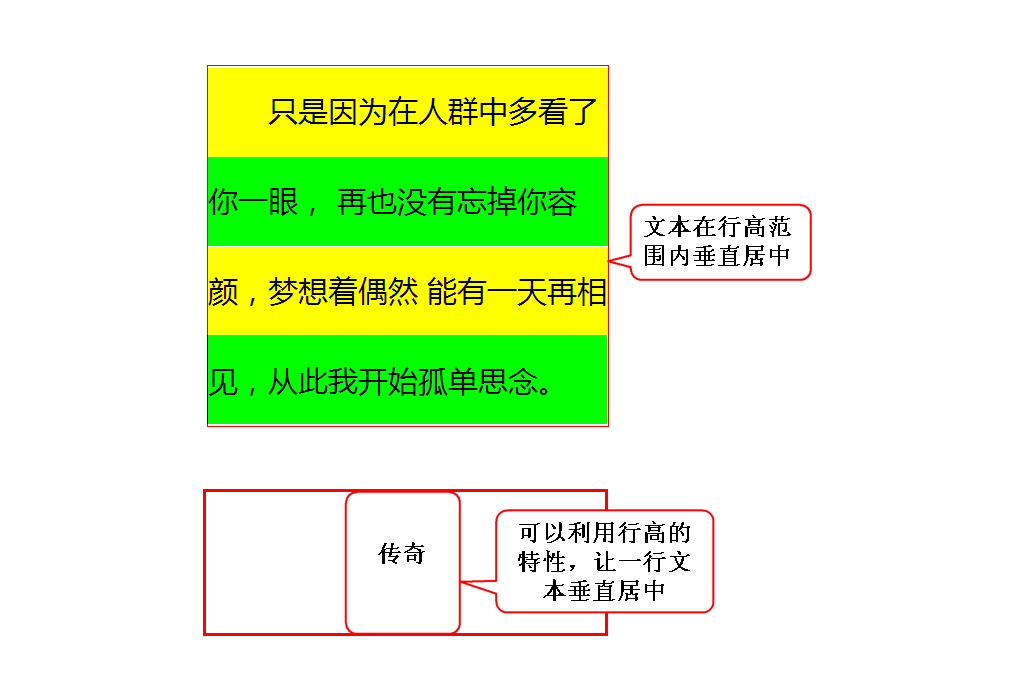 只是因为在人群中多看了
你一眼， 再也没有忘掉你容
颜，梦想着偶然 能有一天再相
见，从此我开始孤单思念。
文本在行高范
围内垂直居中
传奇
可以利用行高的
特性，让一行文
本垂直居中